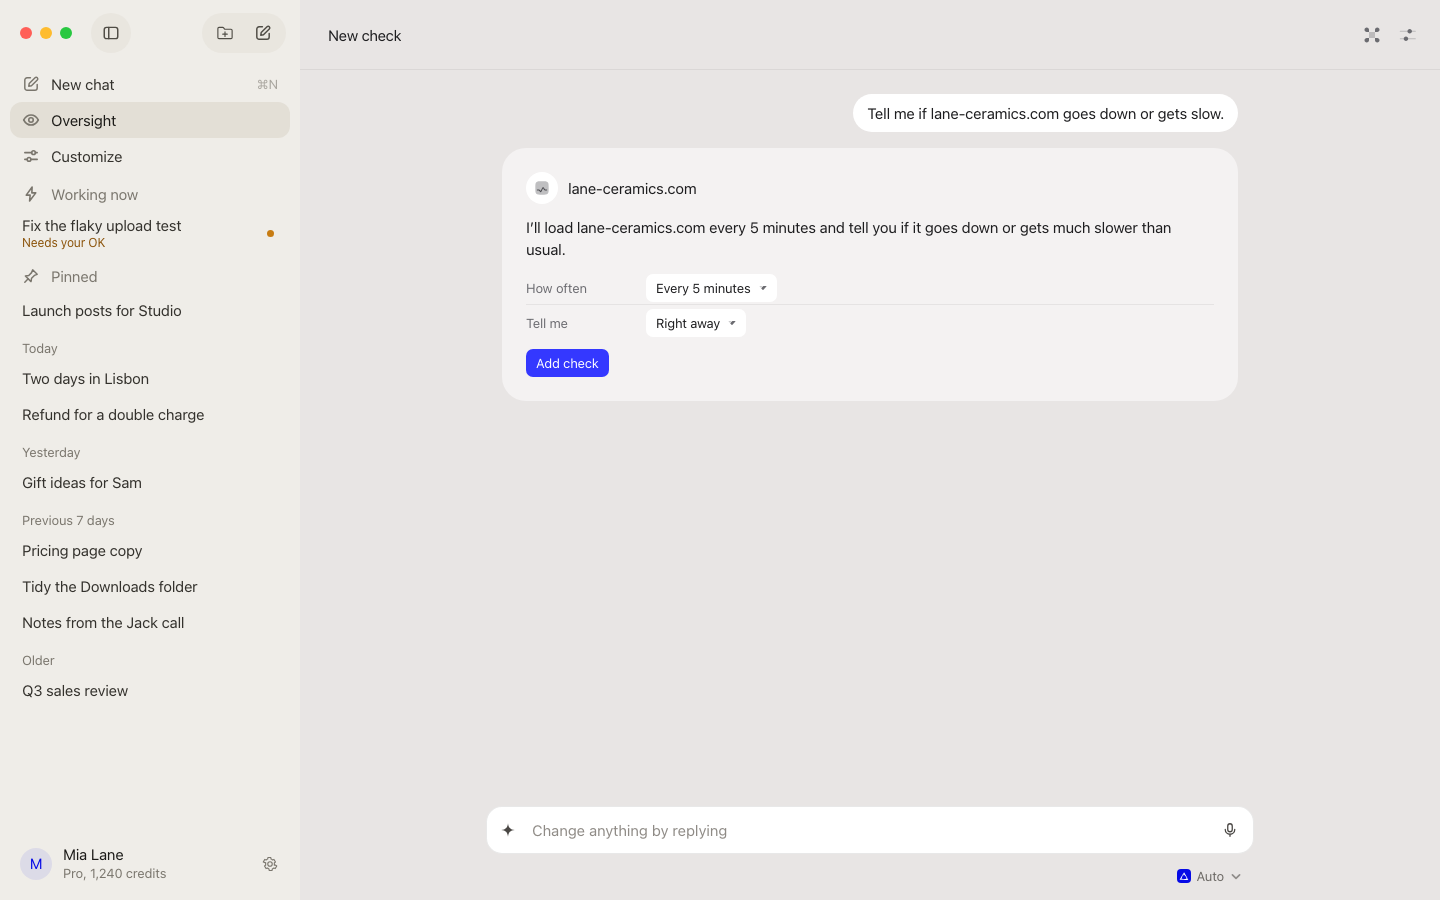 New chat
⌘N
Oversight
Customize
Working now
Fix the flaky upload test
Needs your OK
Pinned
Launch posts for Studio
Today
Two days in Lisbon
Refund for a double charge
Yesterday
Gift ideas for Sam
Previous 7 days
Pricing page copy
Tidy the Downloads folder
Notes from the Jack call
Older
Q3 sales review
M
Mia Lane
Pro, 1,240 credits
New check
Tell me if lane-ceramics.com goes down or gets slow.
lane-ceramics.com
I’ll load lane-ceramics.com every 5 minutes and tell you if it goes down or gets much slower than
usual.
How often
Every 5 minutes
Tell me
Right away
Add check
Change anything by replying
Auto